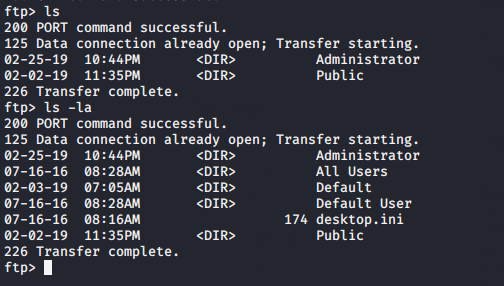 ftp> ls
200 PORT command successful.
125 Data connection already open; Transfer starting.
02-25-19  10:44PM       <DIR>          Administrator
02-02-19  11:35PM       <DIR>          Public
226 Transfer complete.
ftp> ls -la
200 PORT command successful.
125 Data connection already open; Transfer starting.
02-25-19  10:44PM       <DIR>          Administrator
07-16-16  08:28AM       <DIR>          All Users
02-03-19  07:05AM       <DIR>          Default
07-16-16  08:28AM       <DIR>          Default User
07-16-16  08:16AM                  174 desktop.ini
02-02-19  11:35PM       <DIR>          Public
226 Transfer complete.
ftp>